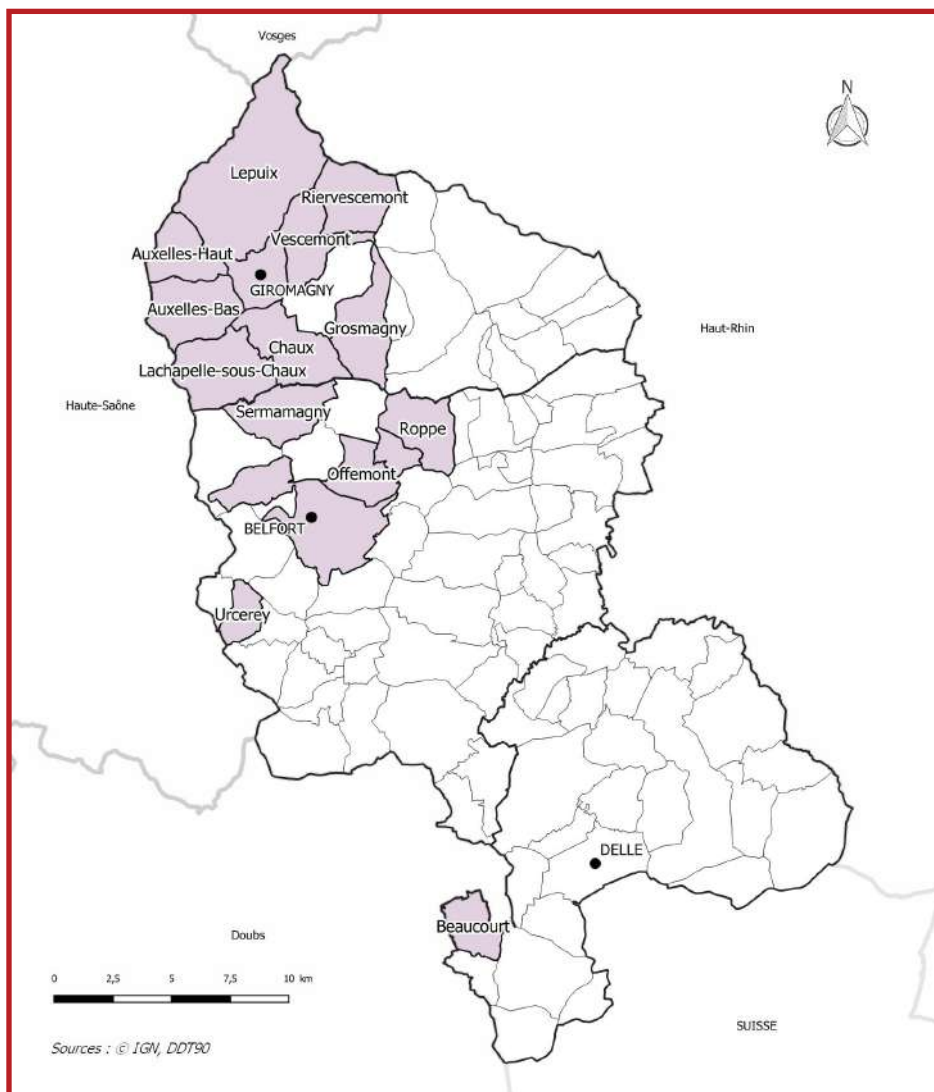 Vosges
N
Lepuix
Riervescemont
Vescemont
Auxelles-Haut
GIROMAGNY
Auxelles-Bas
Grosmagny
Haut-Rhin
Chaux
Lachapelle-sous-Chaux
Haute-Saône
Sermamagny
Roppe
Offemont
BELFORT
Urcerey
DELLE
Beaucourt
Doubs
0 2,5 5 7,5 10 km
SUISSE
Sources : © IGN, DDT90